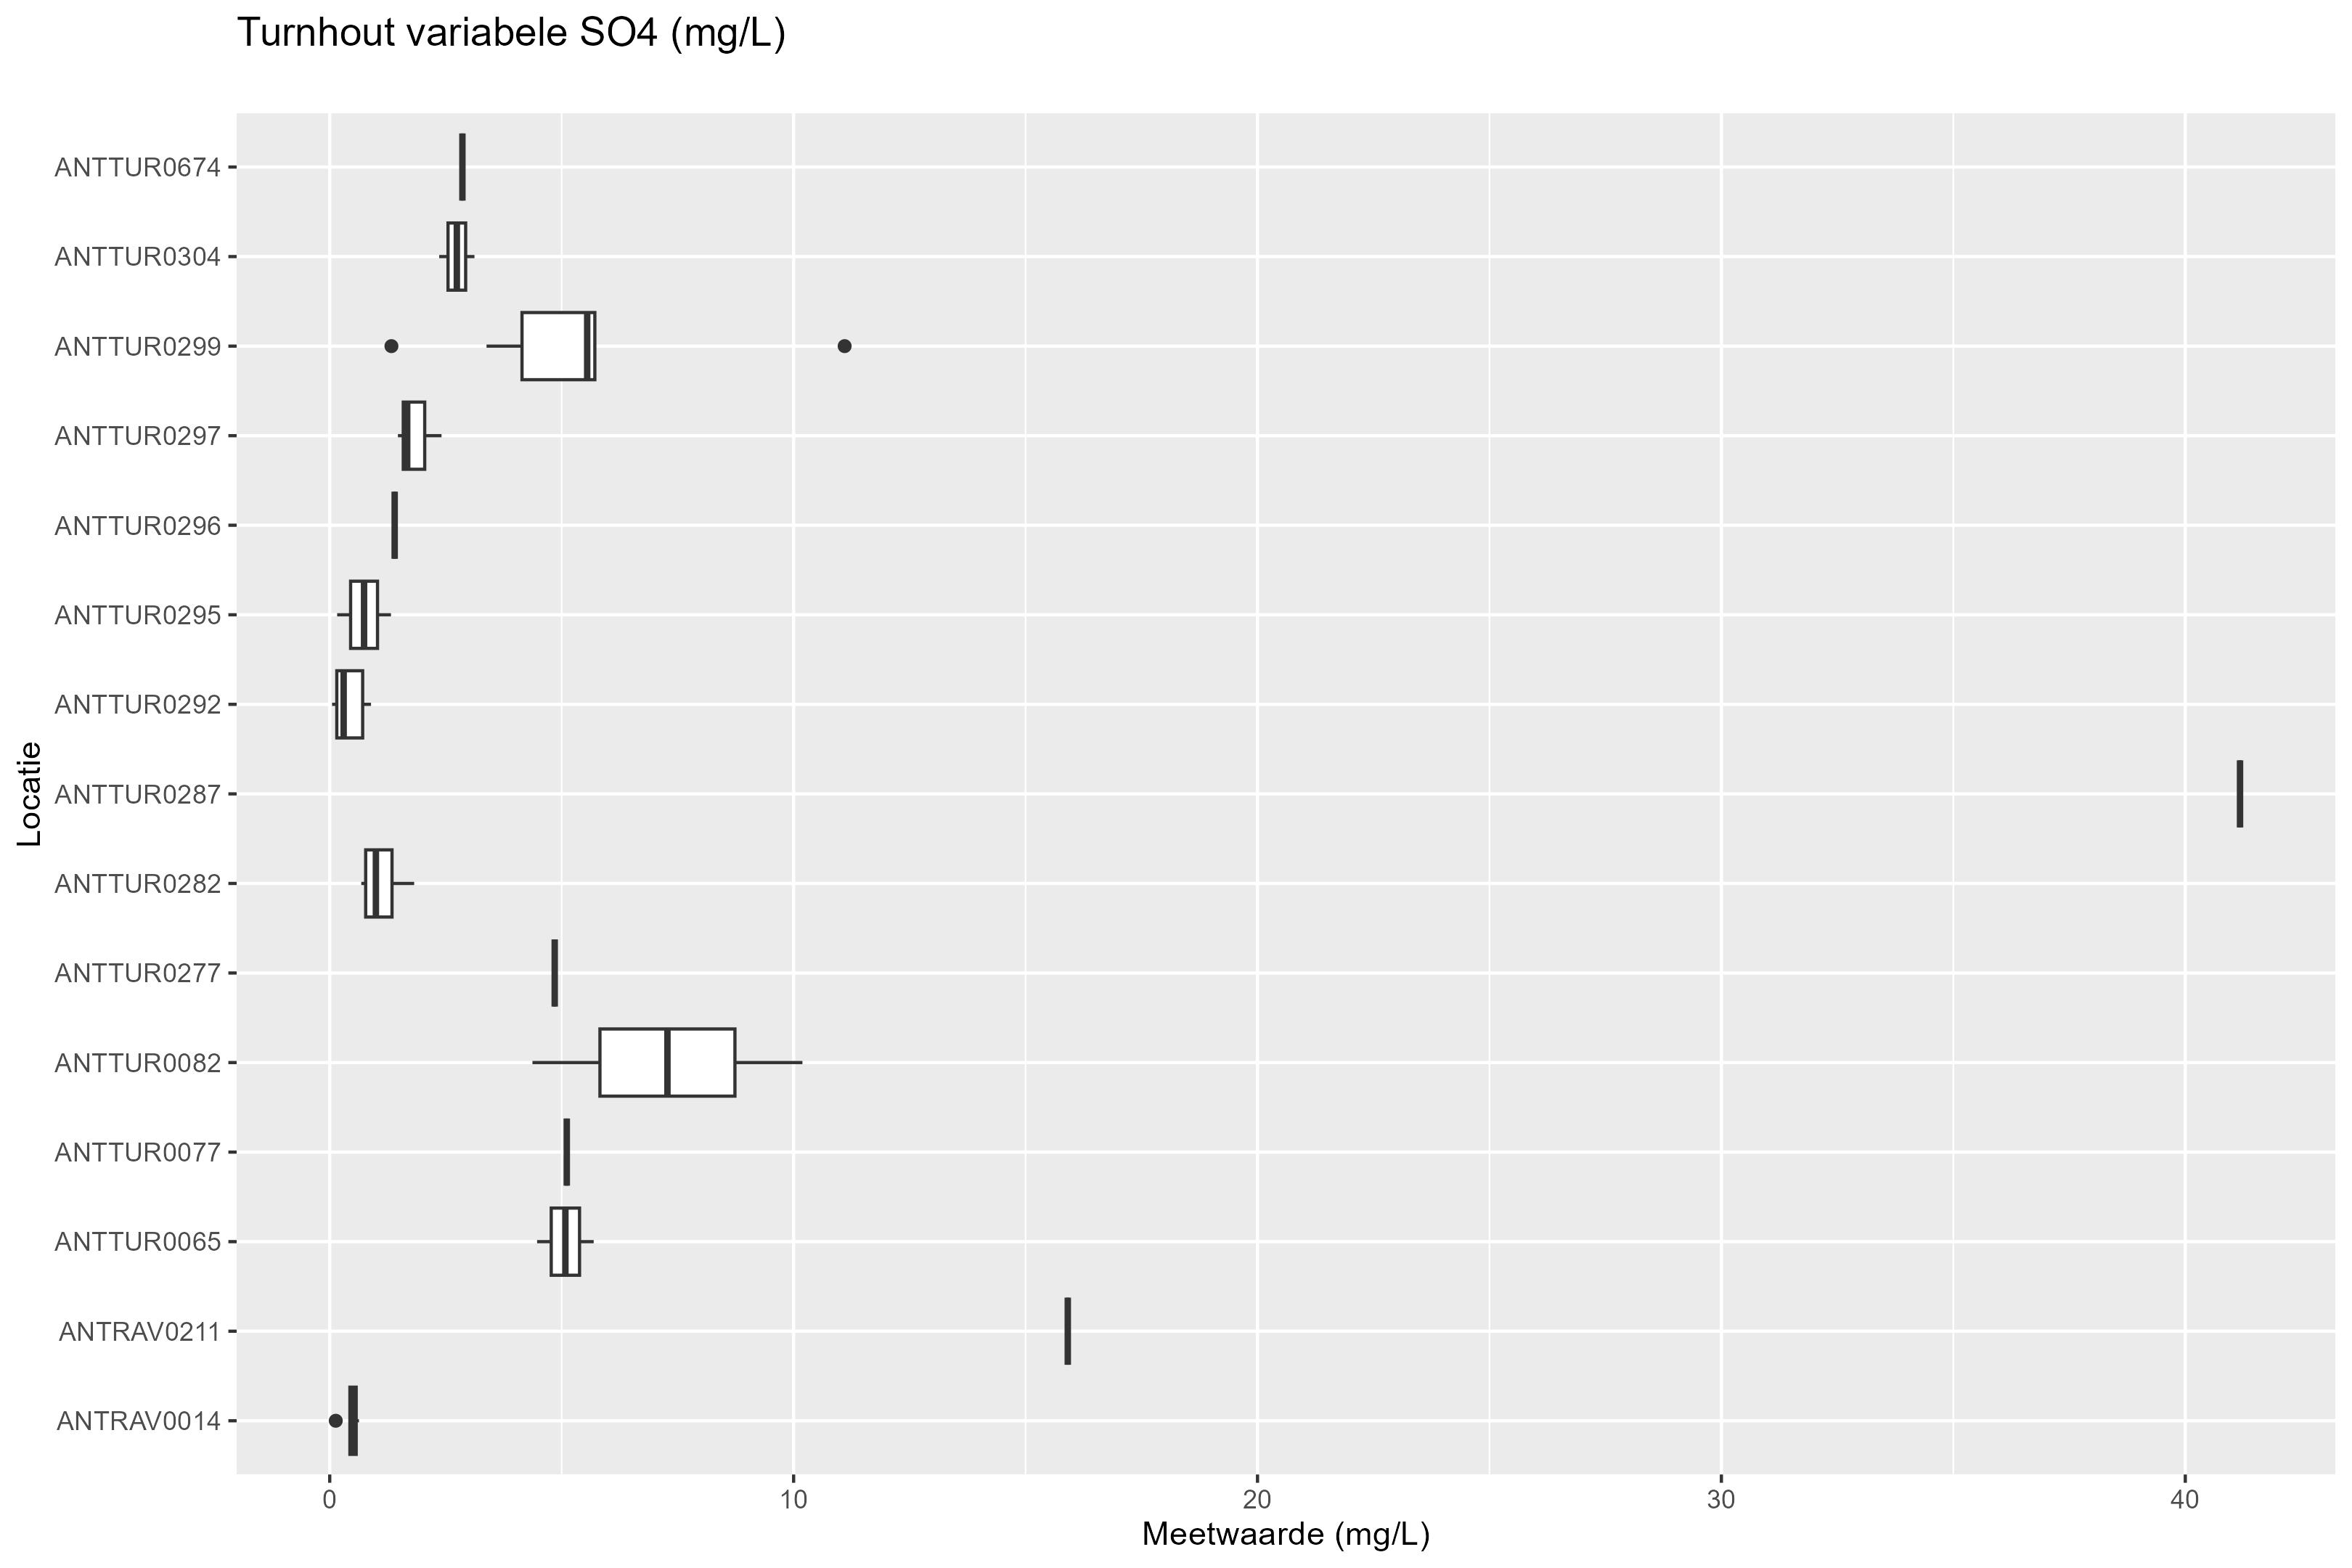 Turnhout variabele SO4 (mg/L)
Locatie
ANTTUR0674
ANTTUR0304
ANTTUR0299
ANTTUR0297
ANTTUR0296
ANTTUR0295
ANTTUR0292
ANTTUR0287
ANTTUR0282
ANTTUR0277
ANTTUR0082
ANTTUR0077
ANTTUR0065
ANTRAV0211
ANTRAV0014
0 10 20 30 40
Meetwaarde (mg/L)